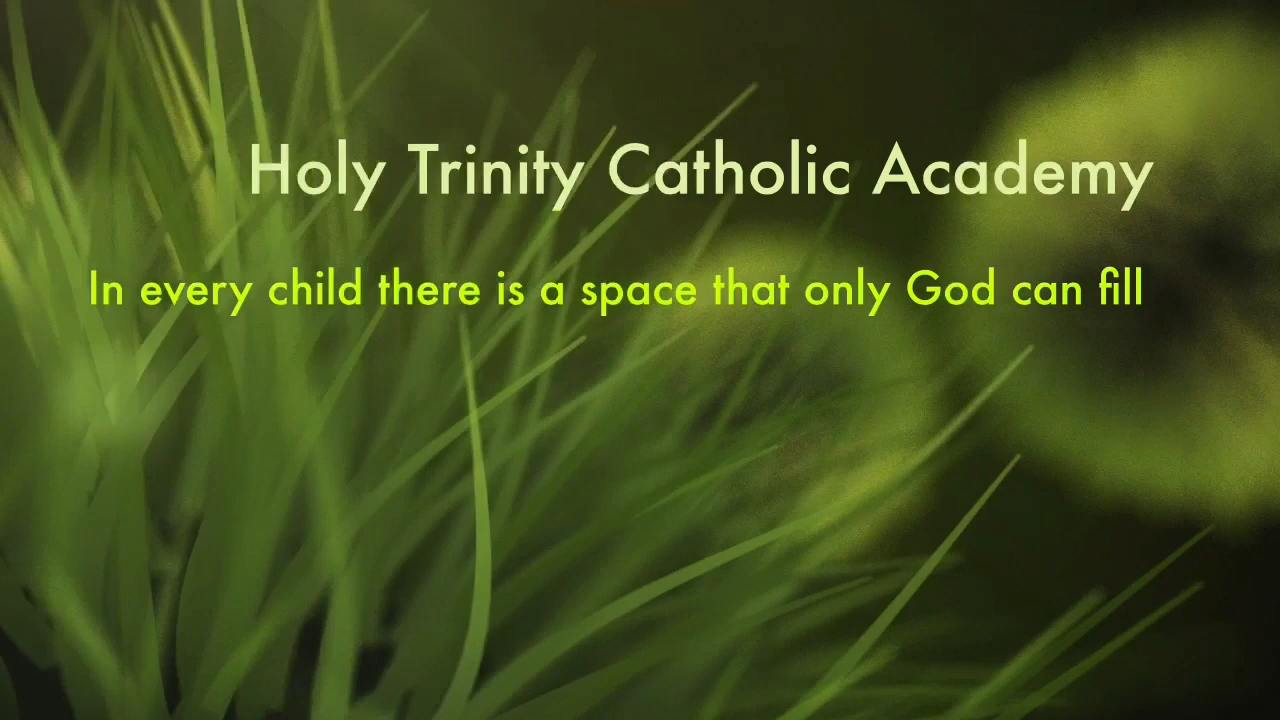 Holy Trinity Catholic Academy
In every child there is a space that only God can fill